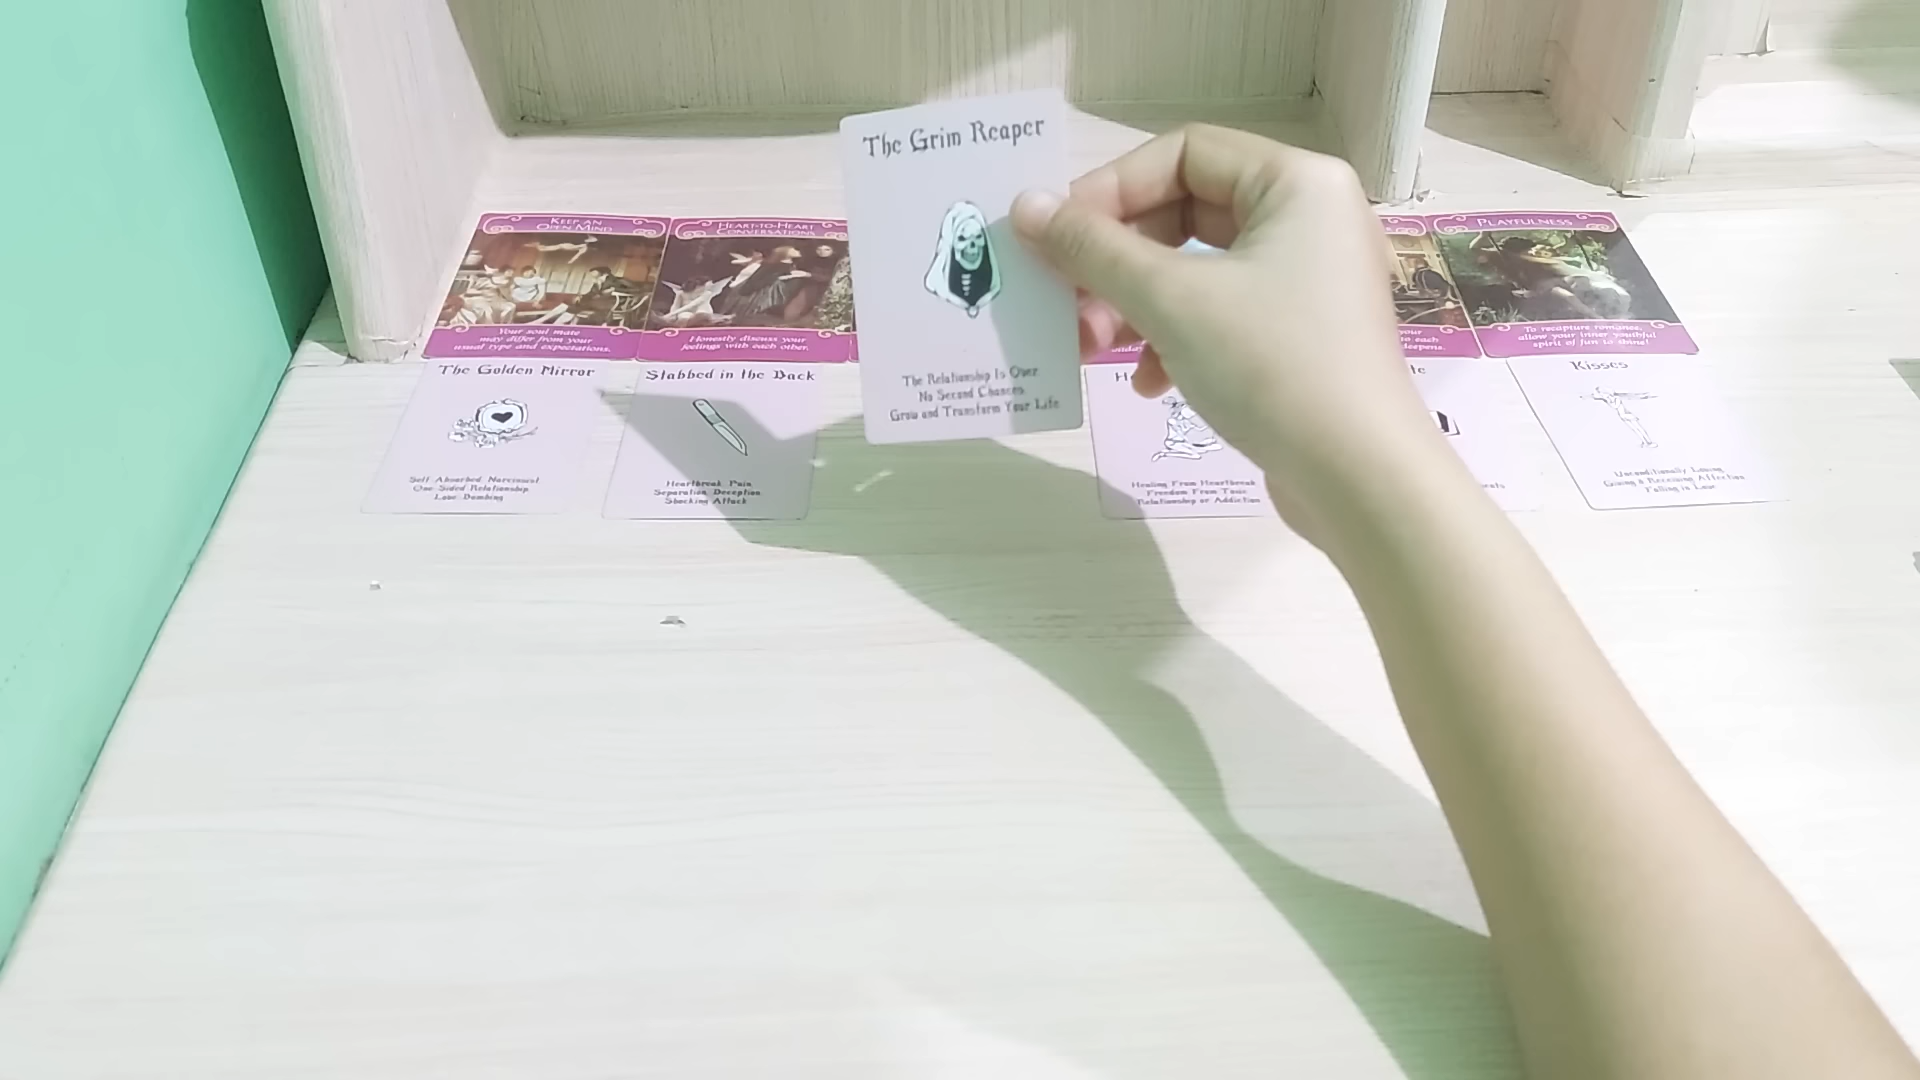 The Grim Reaper
The Relationship Is Over
No Second Chances
Grow and Transform Your Life
KEEP AN
OPEN MIND
Your soul mate
may differ from your
usual type and expectations.
HEART-TO-HEART
CONVERSATIONS
Honestly discuss your
feelings with each other.
your
to each
deepens.
PLAYFULNESS
To recapture romance,
allow your inner youthful
spirit of fun to shine!
The Golden Mirror
Self Absorbed Narcissist
One Sided Relationship
Love Bombing
Stabbed in the Back
Heartbreak Pain
Separation Deception
Shocking Attack
Healing From Heartbreak
Freedom From Toxic
Relationship or Addiction
Kisses
Unconditionally Loving
Giving & Receiving Affection
Falling in Love